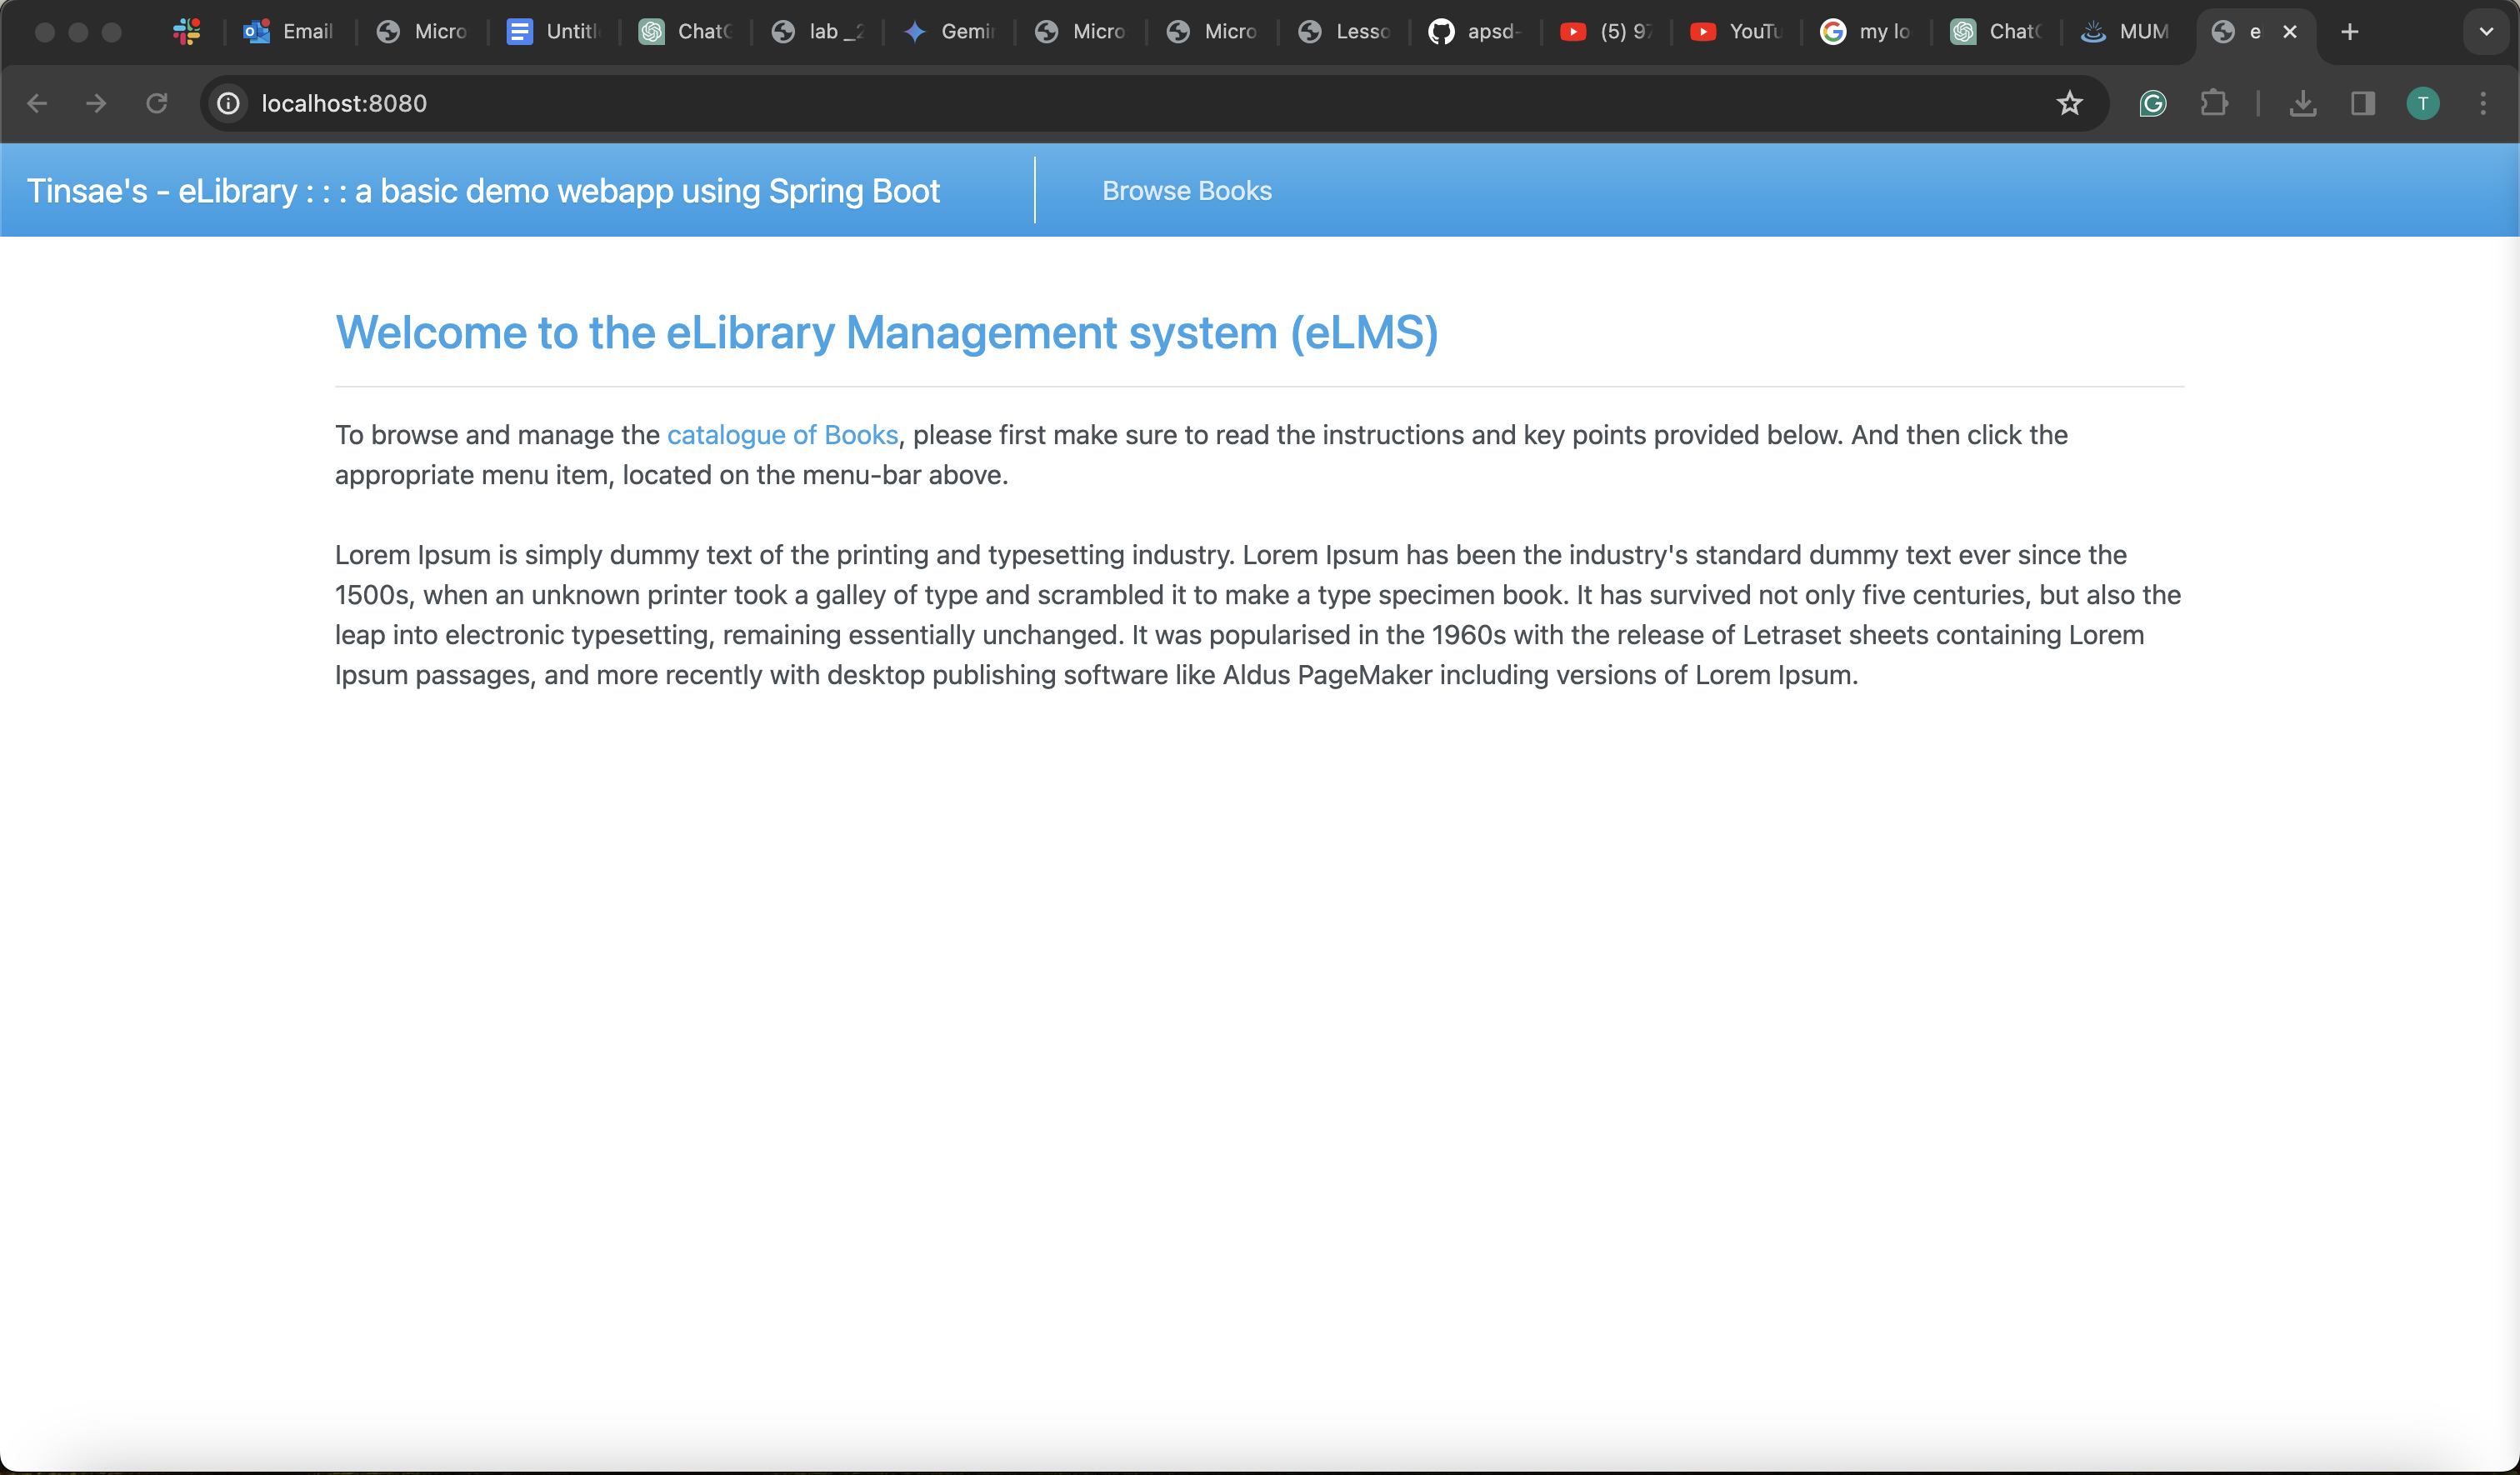 Email
Micro
Untitl
Chat
lab _2
Gemin
Micro
Micro
Lesso
apsd-
(5) 97
YouTu
my lo
Chat
MUM
e
localhost:8080
T
Tinsae's - eLibrary : : : a basic demo webapp using Spring Boot
Browse Books
Welcome to the eLibrary Management system (eLMS)
To browse and manage the catalogue of Books, please first make sure to read the instructions and key points provided below. And then click the
appropriate menu item, located on the menu-bar above.
Lorem Ipsum is simply dummy text of the printing and typesetting industry. Lorem Ipsum has been the industry's standard dummy text ever since the
1500s, when an unknown printer took a galley of type and scrambled it to make a type specimen book. It has survived not only five centuries, but also the
leap into electronic typesetting, remaining essentially unchanged. It was popularised in the 1960s with the release of Letraset sheets containing Lorem
Ipsum passages, and more recently with desktop publishing software like Aldus PageMaker including versions of Lorem Ipsum.